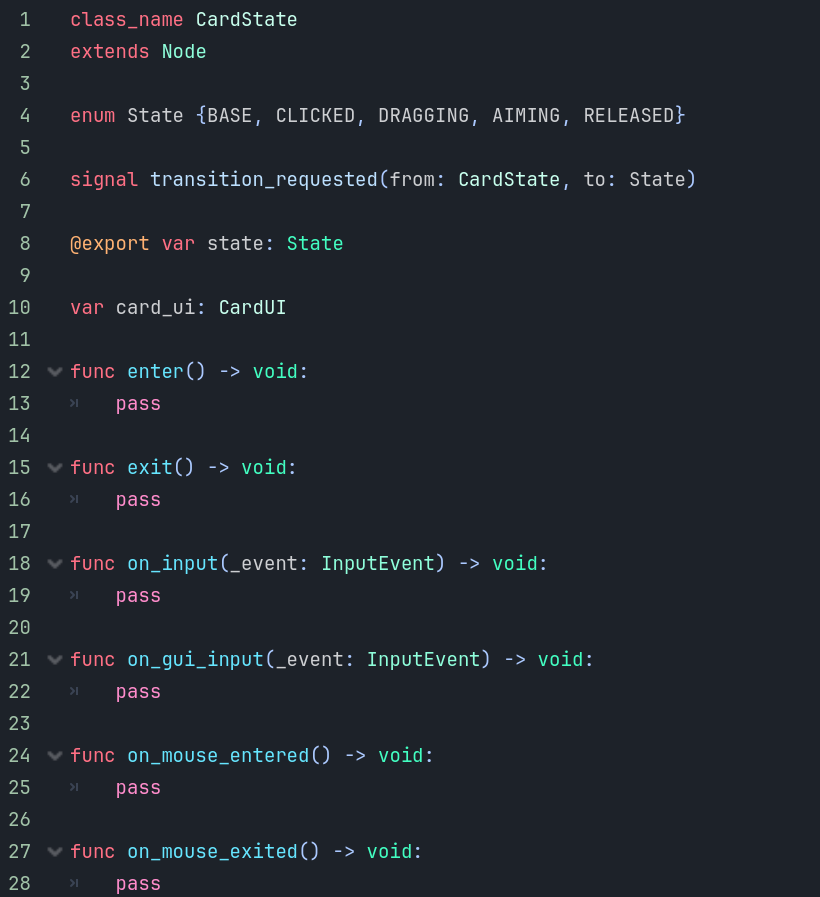 1 class_name CardState
2 extends Node
3
4 enum State {BASE, CLICKED, DRAGGING, AIMING, RELEASED}
5
6 signal transition_requested(from: CardState, to: State)
7
8 @export var state: State
9
10 var card_ui: CardUI
11
12 func enter() -> void:
13 pass
14
15 func exit() -> void:
16 pass
17
18 func on_input(_event: InputEvent) -> void:
19 pass
20
21 func on_gui_input(_event: InputEvent) -> void:
22 pass
23
24 func on_mouse_entered() -> void:
25 pass
26
27 func on_mouse_exited() -> void:
28 pass